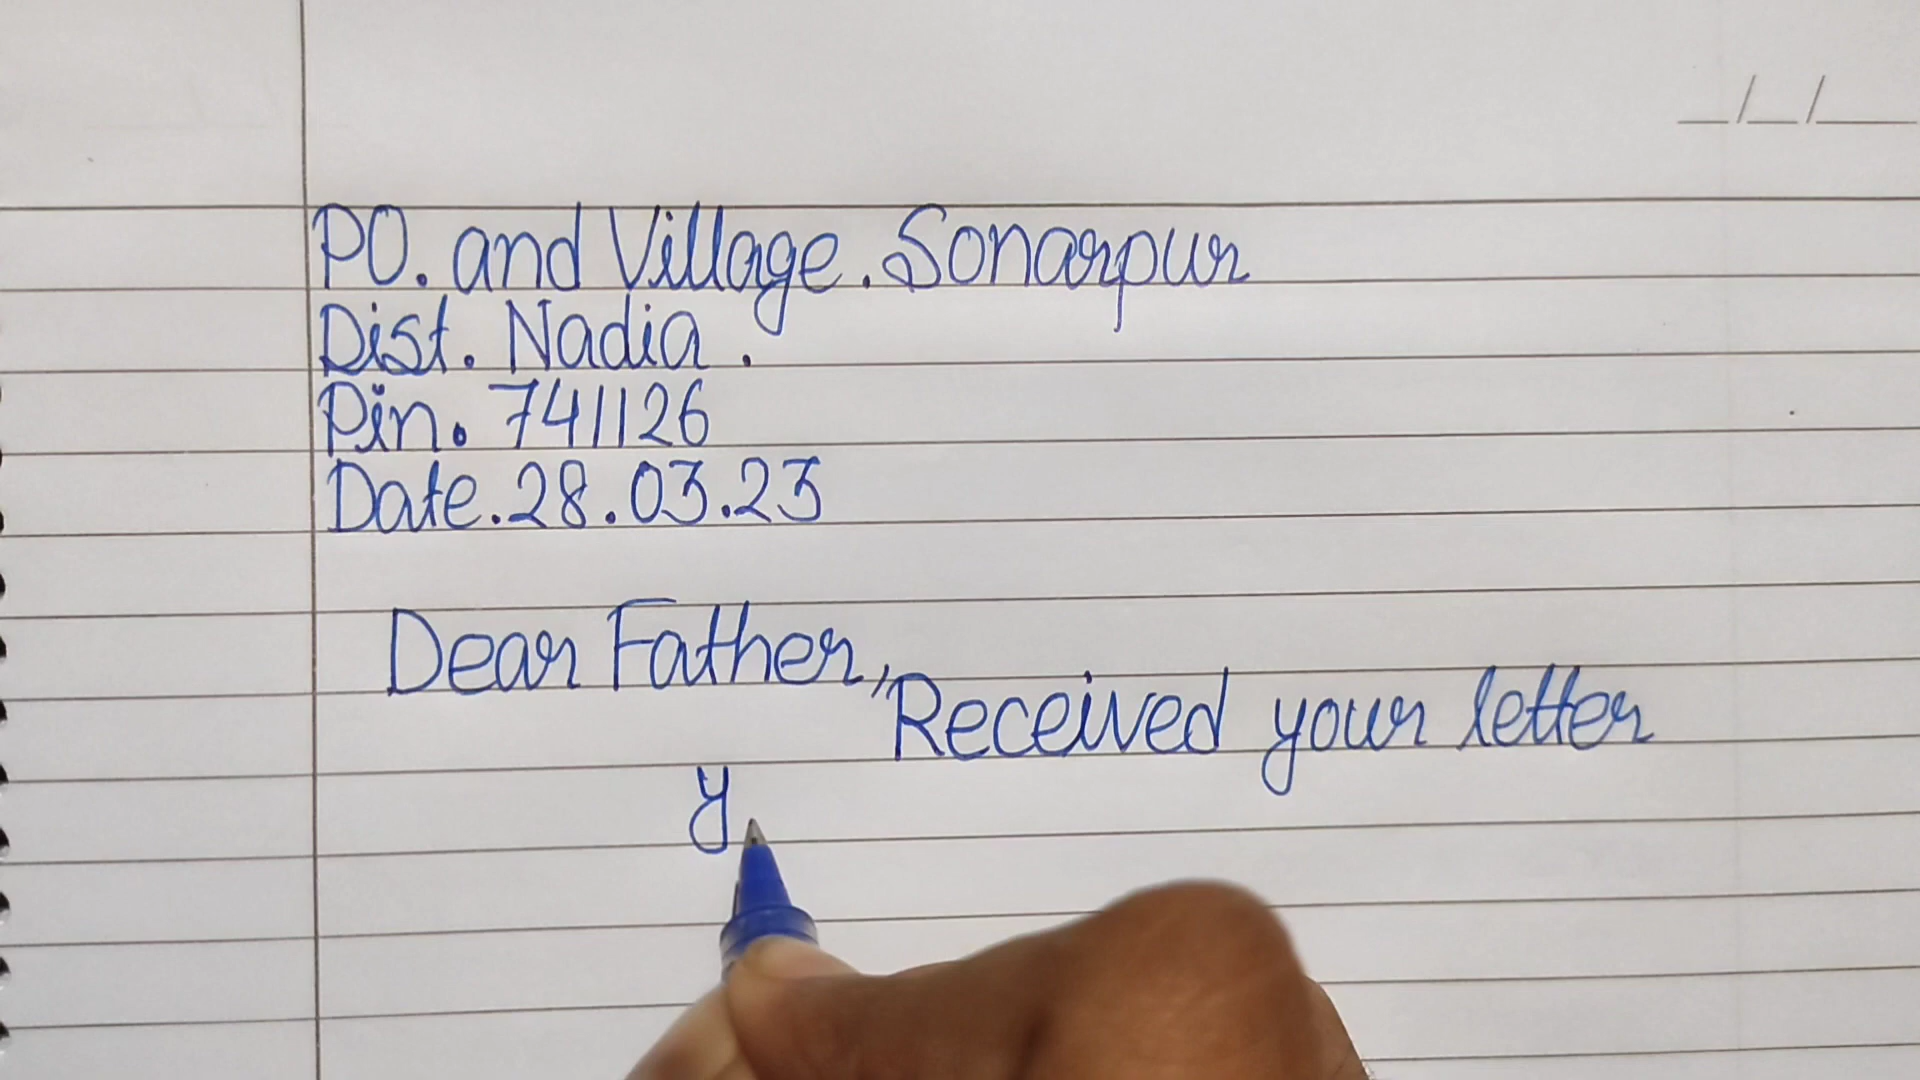 PO. and Village. Sonarpur
Dist. Nadia.
Pin. 741126
Date. 28.03.23
Dear Father,
Received your letter
y